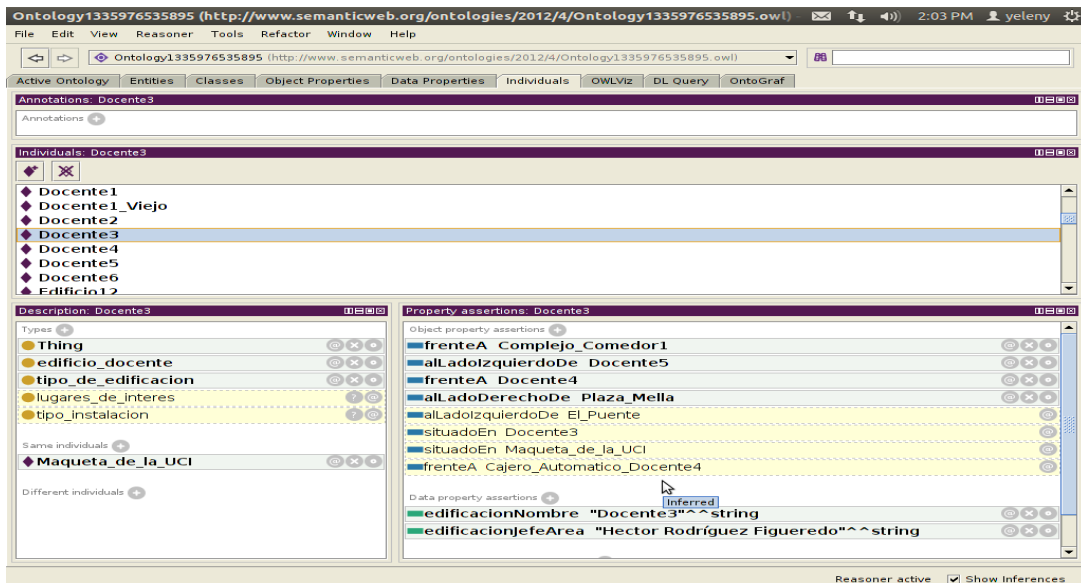 Ontology1335976535895 (http://www.semanticweb.org/ontologies/2012/4/Ontology1335976535895.owl) - 2:03 PM yeleny
File Edit View Reasoner Tools Refactor Window Help
Ontology1335976535895 (http://www.semanticweb.org/ontologies/2012/4/Ontology1335976535895.owl)
Active Ontology Entities Classes Object Properties Data Properties Individuals OWLViz DL Query OntoGraf
Annotations: Docente3
Annotations
Individuals: Docente3
Docente1
Docente1_Viejo
Docente2
Docente3
Docente4
Docente5
Docente6
Edificio12
Description: Docente3
Types
Thing
edificio_docente
tipo_de_edificacion
lugares_de_interes
tipo_instalacion
Same individuals
Maqueta_de_la_UCI
Different individuals
Property assertions: Docente3
Object property assertions
frenteA Complejo_Comedor1
alLadoIzquierdoDe Docente5
frenteA Docente4
alLadoDerechoDe Plaza_Mella
alLadoIzquierdoDe El_Puente
situadoEn Docente3
situadoEn Maqueta_de_la_UCI
frenteA Cajero_Automatico_Docente4
Data property assertions
Inferred
edificacionNombre "Docente3"^^string
edificacionJefeArea "Hector Rodríguez Figueredo"^^string
Reasoner active Show Inferences